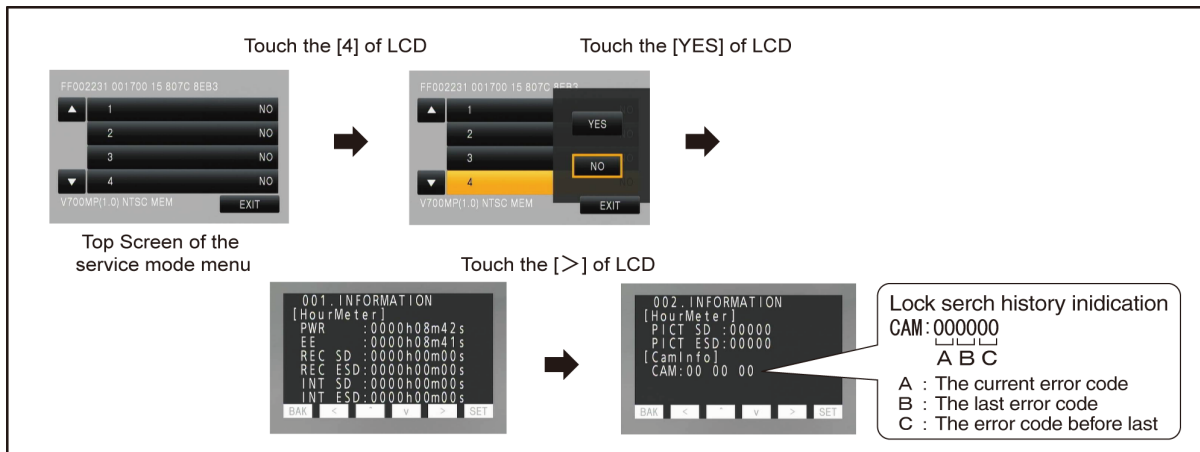 Touch the [4] of LCD
Touch the [YES] of LCD
FF002231 001700 15 807C 8EB3
▲ 1 NO
2 NO
3 NO
▼ 4 NO
V700MP(1.0) NTSC MEM EXIT
FF002231 001700 15 807C 8EB3
▲ 1
2
3
▼ 4
YES
NO
V700MP(1.0) NTSC MEM EXIT
Top Screen of the
service mode menu
Touch the [>] of LCD
001.INFORMATION
[HourMeter]
PWR :0000h08m42s
EE :0000h08m41s
REC SD :0000h00m00s
REC ESD:0000h00m00s
INT SD :0000h00m00s
INT ESD:0000h00m00s
BAK < ^ v > SET
002.INFORMATION
[HourMeter]
PICT SD :00000
PICT ESD:00000
[CamInfo]
CAM:00 00 00
BAK < ^ v > SET
Lock serch history inidication
CAM:000000
A B C
A : The current error code
B : The last error code
C : The error code before last